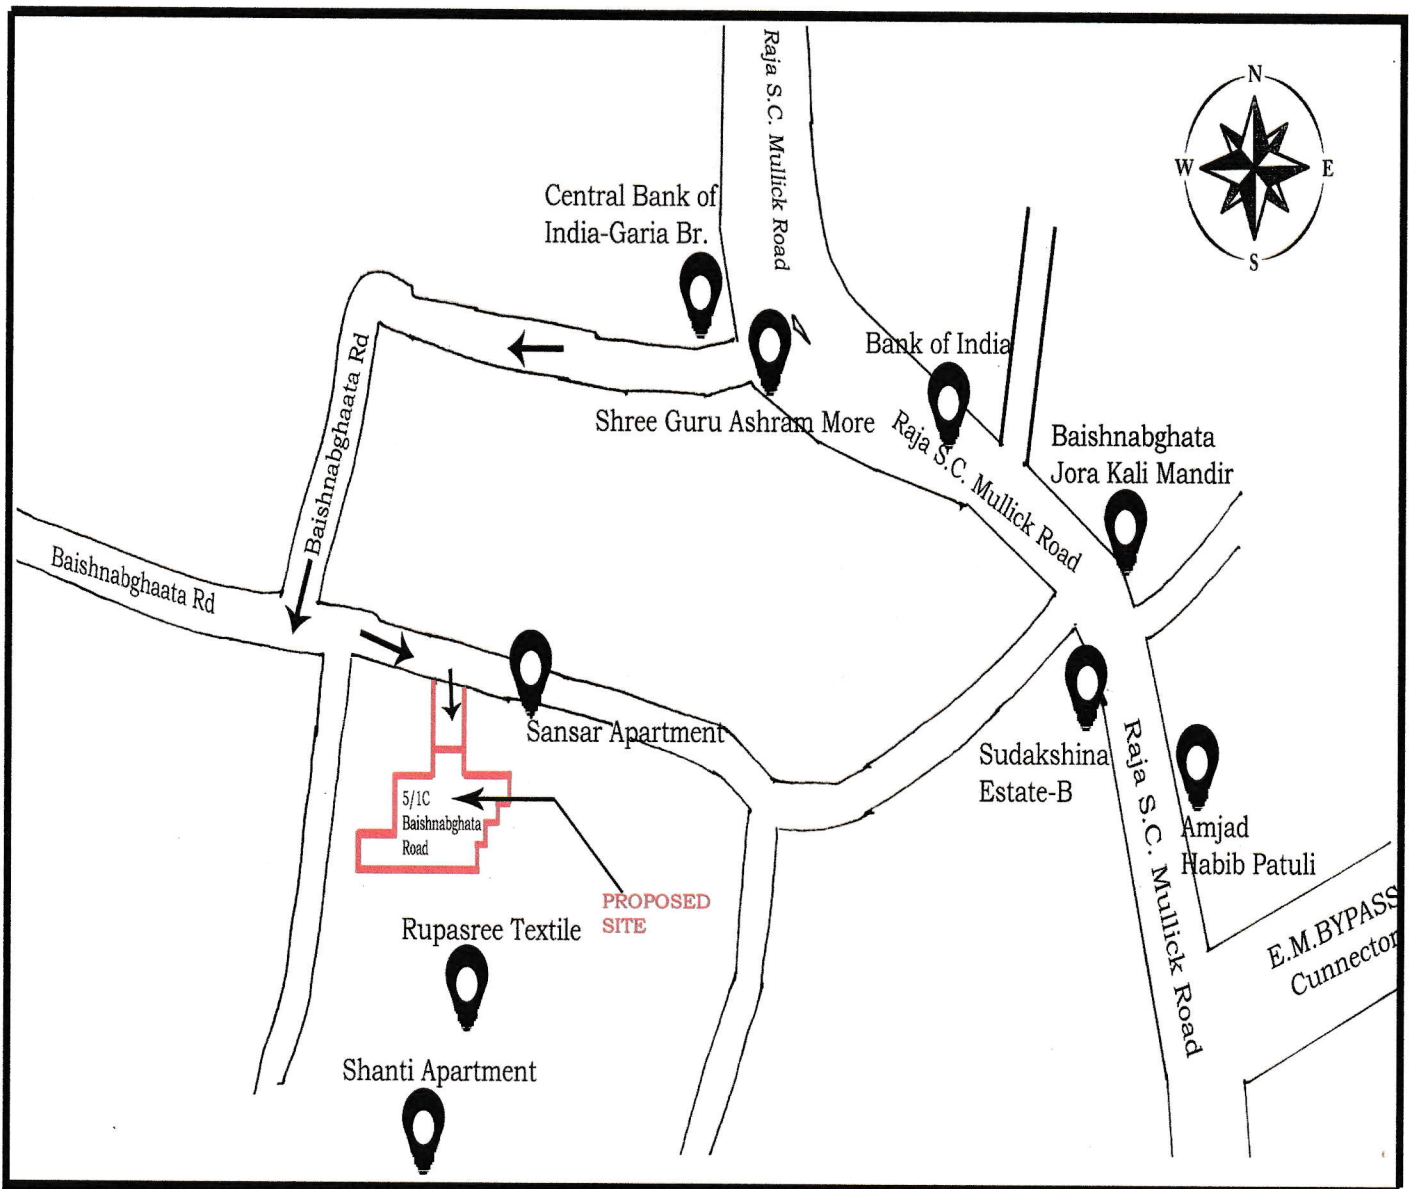 Raja S.C. Mullick Road
N
W
E
S
Central Bank of
India-Garia Br.
Bank of India
Shree Guru Ashram More
Raja S.C. Mullick Road
Baishnabghata
Jora Kali Mandir
Baishnabghaata Rd
Baishnabghaata Rd
Sansar Apartment
Sudakshina
Estate-B
Raja S.C. Mullick Road
Amjad
Habib Patuli
5/1C
Baishnabghata
Road
PROPOSED
SITE
E.M.BYPASS
Cunnector
Rupasree Textile
Shanti Apartment